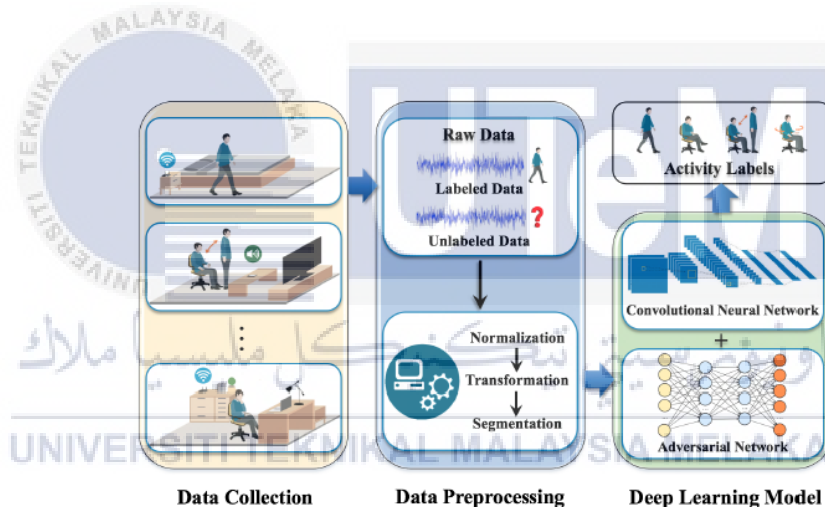 UNIVERSITI TEKNIKAL MALAYSIA MELAKA
UTeM
Raw Data
Labeled Data
?
Unlabeled Data
Normalization
Transformation
Segmentation
Activity Labels
Convolutional Neural Network
+
Adversarial Network
UNIVERSITI TEKNIKAL MALAYSIA MELAKA
Data Collection
Data Preprocessing
Deep Learning Model